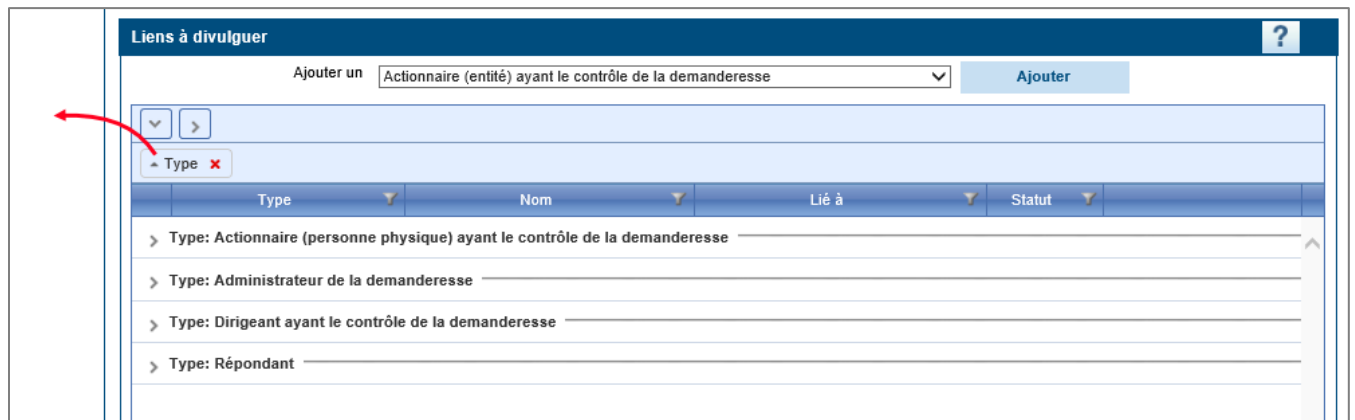 Liens à divulguer ?
Ajouter un Actionnaire (entité) ayant le contrôle de la demanderesse Ajouter
Type
Type Nom Lié à Statut
Type: Actionnaire (personne physique) ayant le contrôle de la demanderesse
Type: Administrateur de la demanderesse
Type: Dirigeant ayant le contrôle de la demanderesse
Type: Répondant